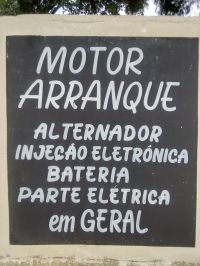 MOTOR
ARRANQUE
ALTERNADOR
INJEÇÃO ELETRÓNICA
BATERIA
PARTE ELÉTRICA
em GERAL